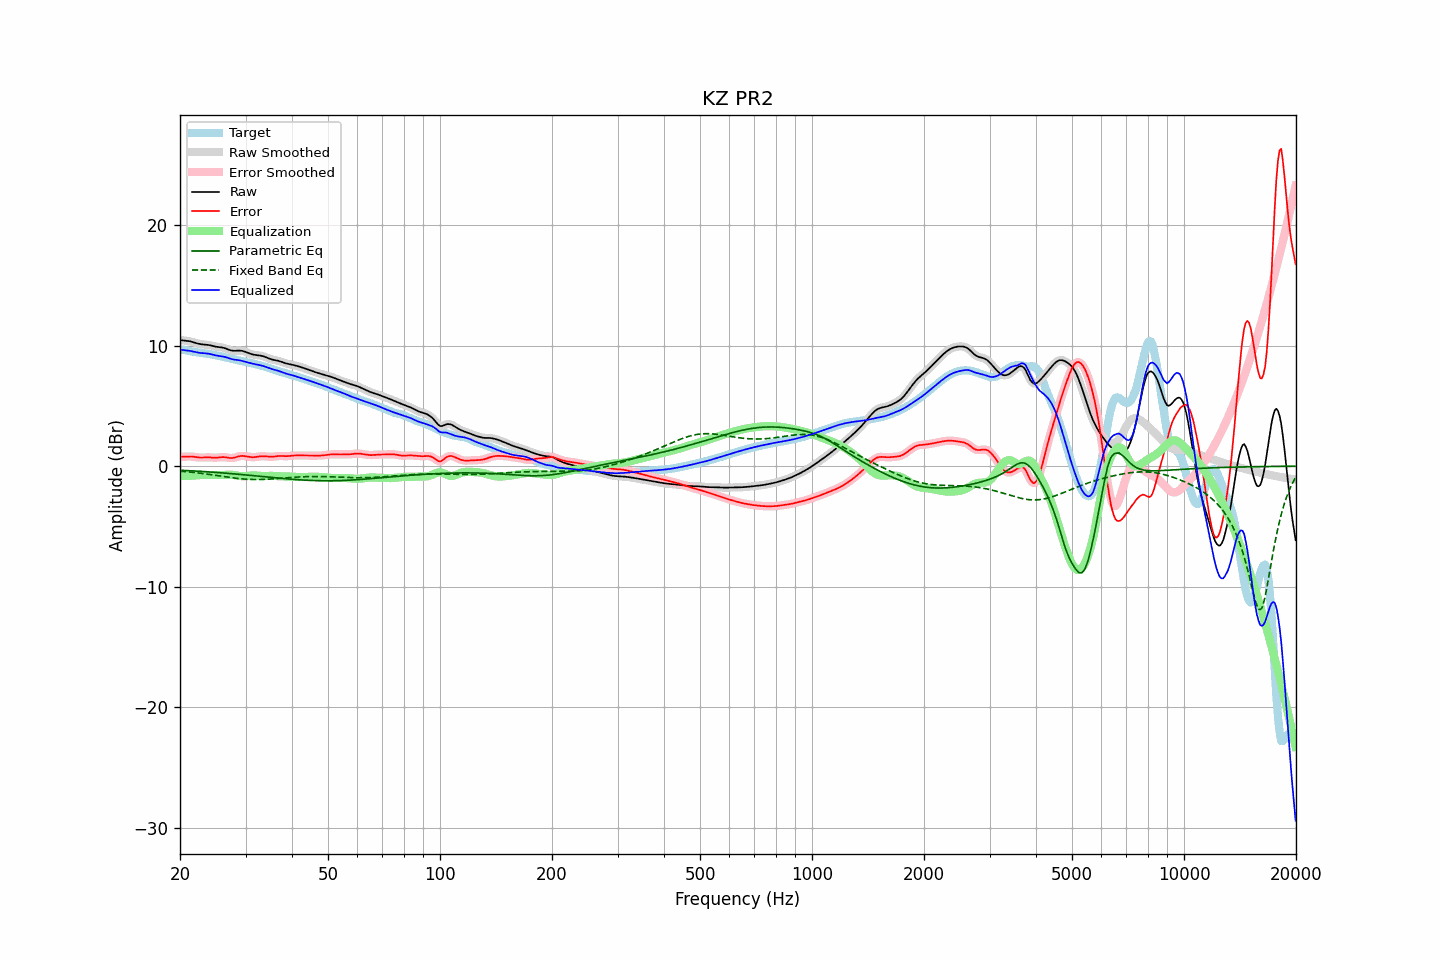 KZ PR2
Target
Raw Smoothed
Error Smoothed
Raw
Error
Equalization
Parametric Eq
Fixed Band Eq
Equalized
20
10
0
−10
−20
−30
Amplitude (dBr)
20 50 100 200 500 1000 2000 5000 10000 20000
Frequency (Hz)